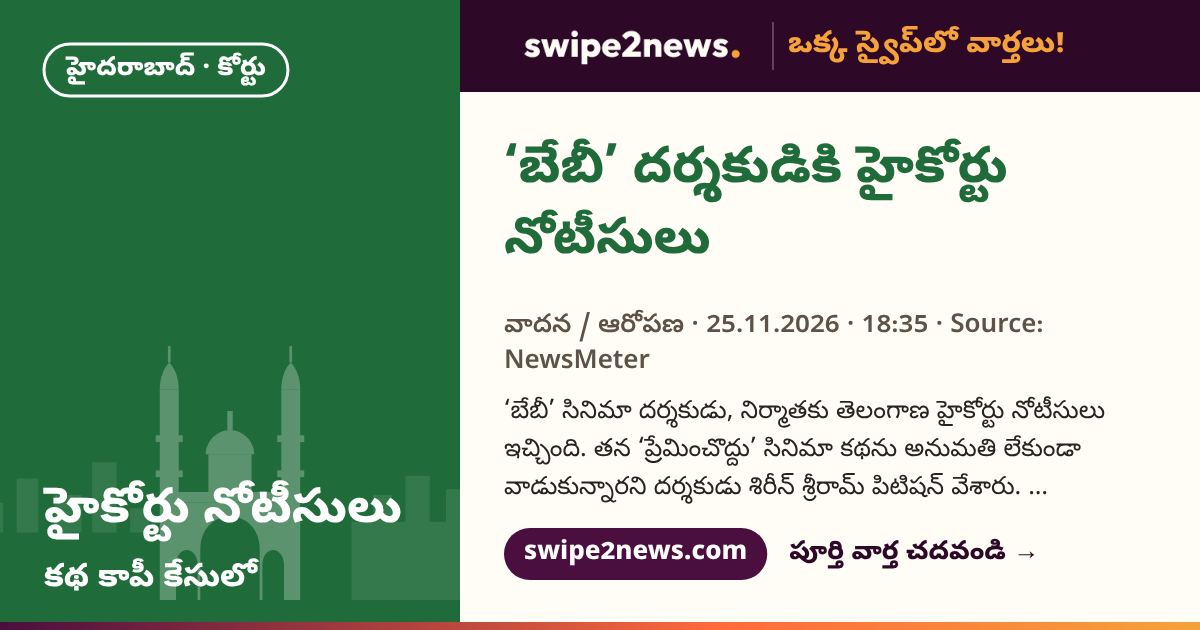 హైదరాబాద్ · కోర్టు
హైకోర్టు నోటీసులు
కథ కాపీ కేసులో
swipe2news.
ఒక్క స్వైప్‌లో వార్తలు!
‘బేబీ’ దర్శకుడికి హైకోర్టు
నోటీసులు
వాదన / ఆరోపణ · 25.11.2026 · 18:35 · Source:
NewsMeter
‘బేబీ’ సినిమా దర్శకుడు, నిర్మాతకు తెలంగాణ హైకోర్టు నోటీసులు
ఇచ్చింది. తన ‘ప్రేమించొద్దు’ సినిమా కథను అనుమతి లేకుండా
వాడుకున్నారని దర్శకుడు శిరీన్ శ్రీరామ్ పిటిషన్ వేశారు. ...
swipe2news.com
పూర్తి వార్త చదవండి →